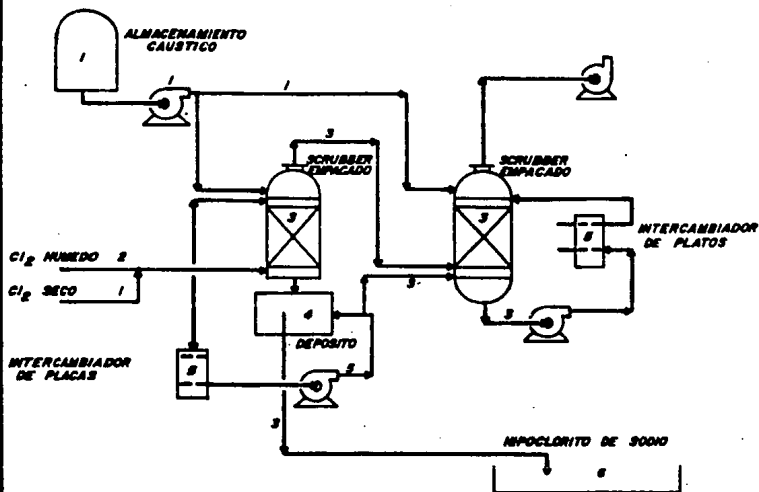 ALMACENAMIENTO
CAUSTICO
1
1
1
3
SCRUBBER
EMPACADO
SCRUBBER
EMPACADO
3
3
5
INTERCAMBIADOR
DE PLATOS
Cl₂ HUMEDO 2
Cl₂ SECO 1
3
4
3
DEPOSITO
INTERCAMBIADOR
DE PLACAS
5
5
3
HIPOCLORITO DE SODIO
6